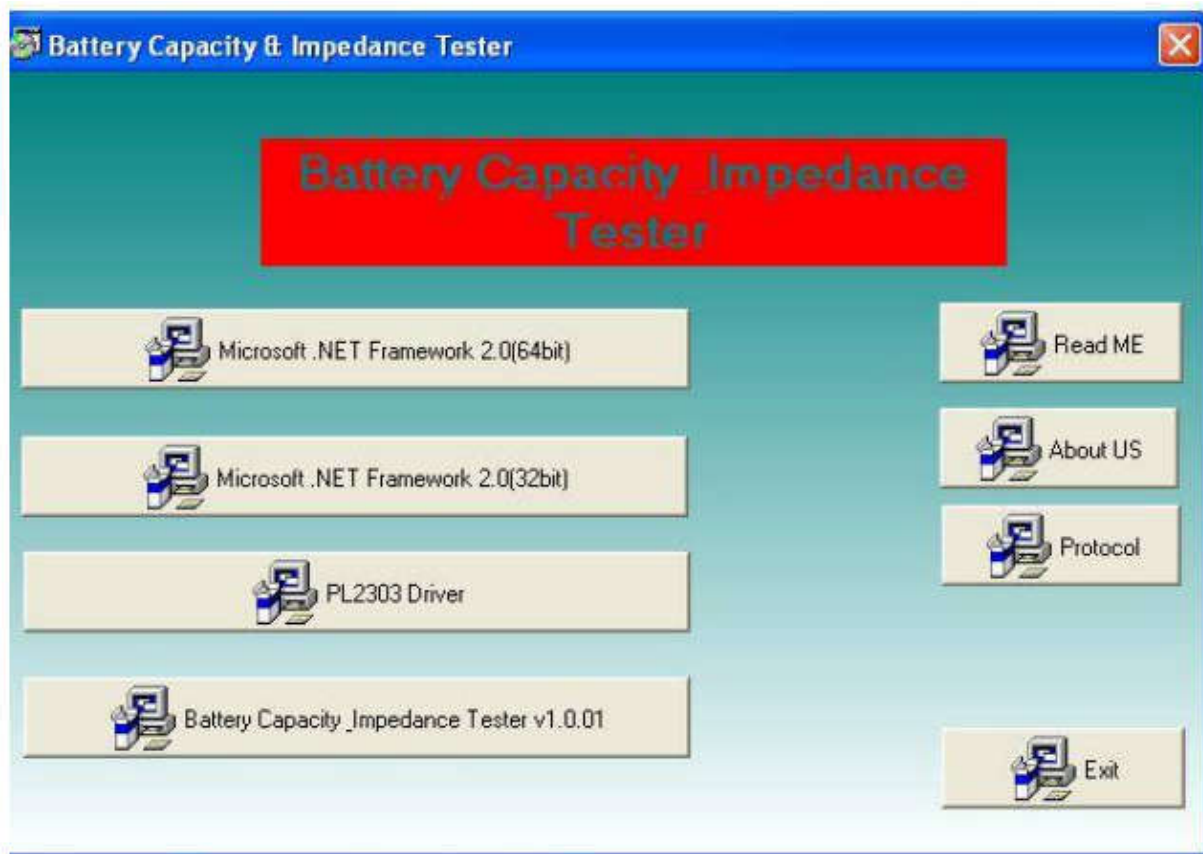 Battery Capacity & Impedance Tester
Battery Capacity _Impedance
Tester
Microsoft .NET Framework 2.0(64bit)
Read ME
Microsoft .NET Framework 2.0(32bit)
About US
PL2303 Driver
Protocol
Battery Capacity _Impedance Tester v1.0.01
Exit